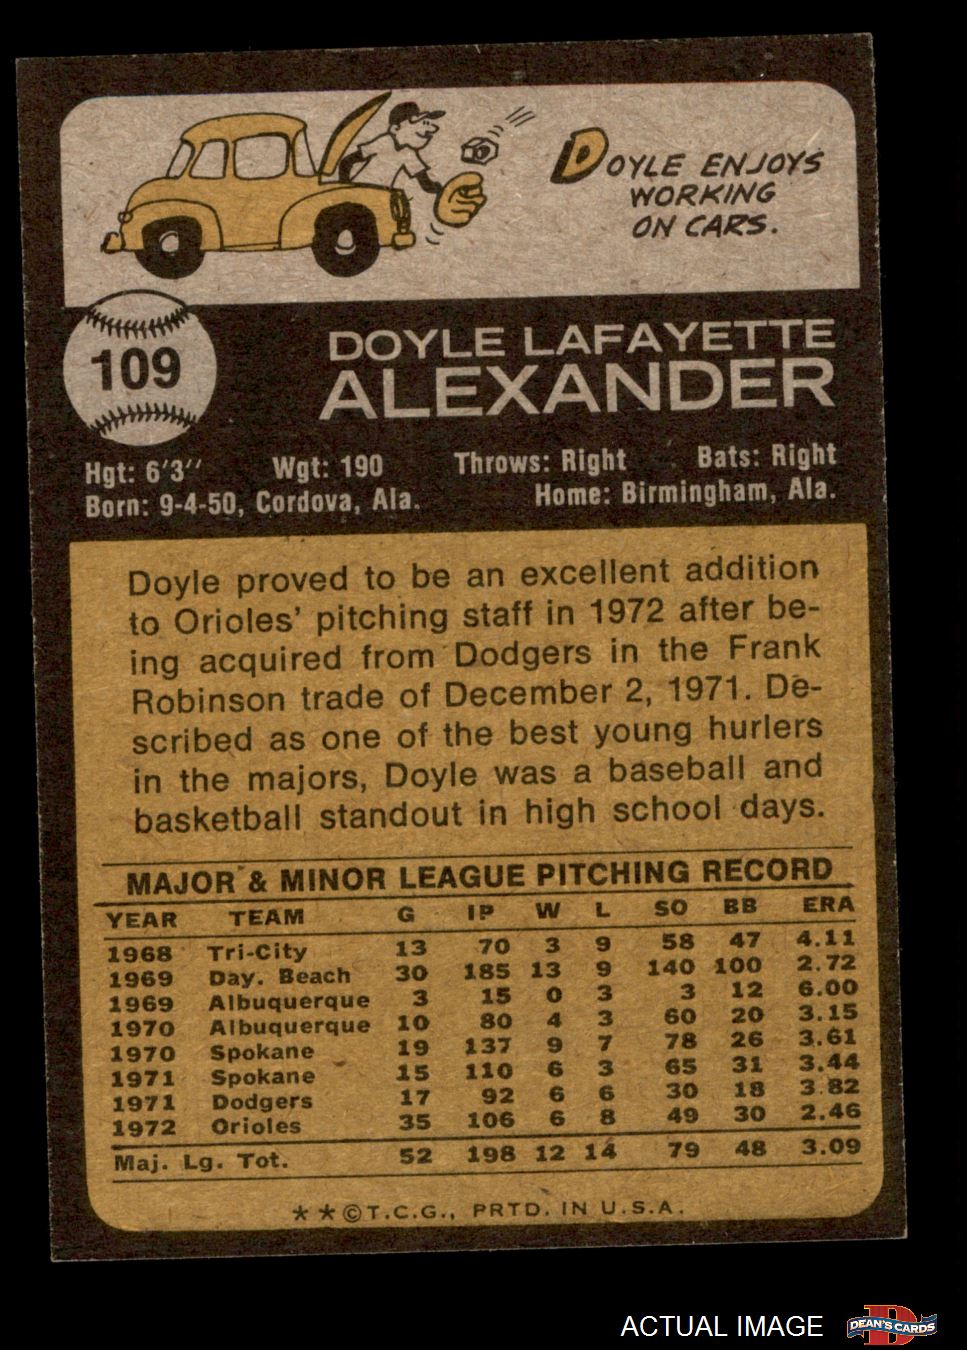 DOYLE ENJOYS
WORKING
ON CARS.
109
DOYLE LAFAYETTE
ALEXANDER
Hgt: 6'3" Wgt: 190 Throws: Right Bats: Right
Born: 9-4-50, Cordova, Ala. Home: Birmingham, Ala.
Doyle proved to be an excellent addition
to Orioles' pitching staff in 1972 after be-
ing acquired from Dodgers in the Frank
Robinson trade of December 2, 1971. De-
scribed as one of the best young hurlers
in the majors, Doyle was a baseball and
basketball standout in high school days.
MAJOR & MINOR LEAGUE PITCHING RECORD
YEAR TEAM G IP W L SO BB ERA
1968 Tri-City 13 70 3 9 58 47 4.11
1969 Day. Beach 30 185 13 9 140 100 2.72
1969 Albuquerque 3 15 0 3 3 12 6.00
1970 Albuquerque 10 80 4 3 60 20 3.15
1970 Spokane 19 137 9 7 78 26 3.61
1971 Spokane 15 110 6 3 65 31 3.44
1971 Dodgers 17 92 6 6 30 18 3.82
1972 Orioles 35 106 6 8 49 30 2.46
Maj. Lg. Tot. 52 198 12 14 79 48 3.09
**©T.C.G., PRTD. IN U.S.A.
ACTUAL IMAGE
D
DEAN'S CARDS